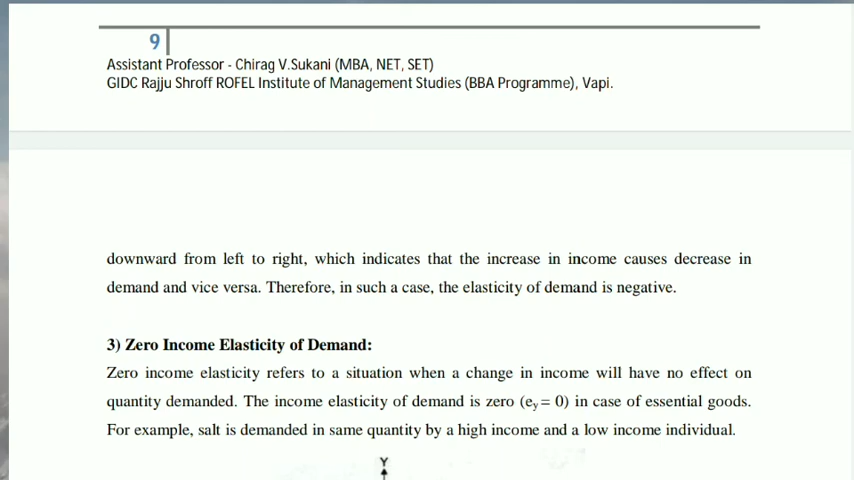 9
Assistant Professor - Chirag V.Sukani (MBA, NET, SET)
GIDC Rajju Shroff ROFEL Institute of Management Studies (BBA Programme), Vapi.
downward from left to right, which indicates that the increase in income causes decrease in
demand and vice versa. Therefore, in such a case, the elasticity of demand is negative.
3) Zero Income Elasticity of Demand:
Zero income elasticity refers to a situation when a change in income will have no effect on
quantity demanded. The income elasticity of demand is zero (ey= 0) in case of essential goods.
For example, salt is demanded in same quantity by a high income and a low income individual.
Y